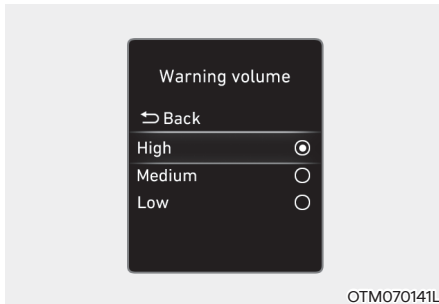 Warning volume
Back
High
Medium
Low
OTM070141L